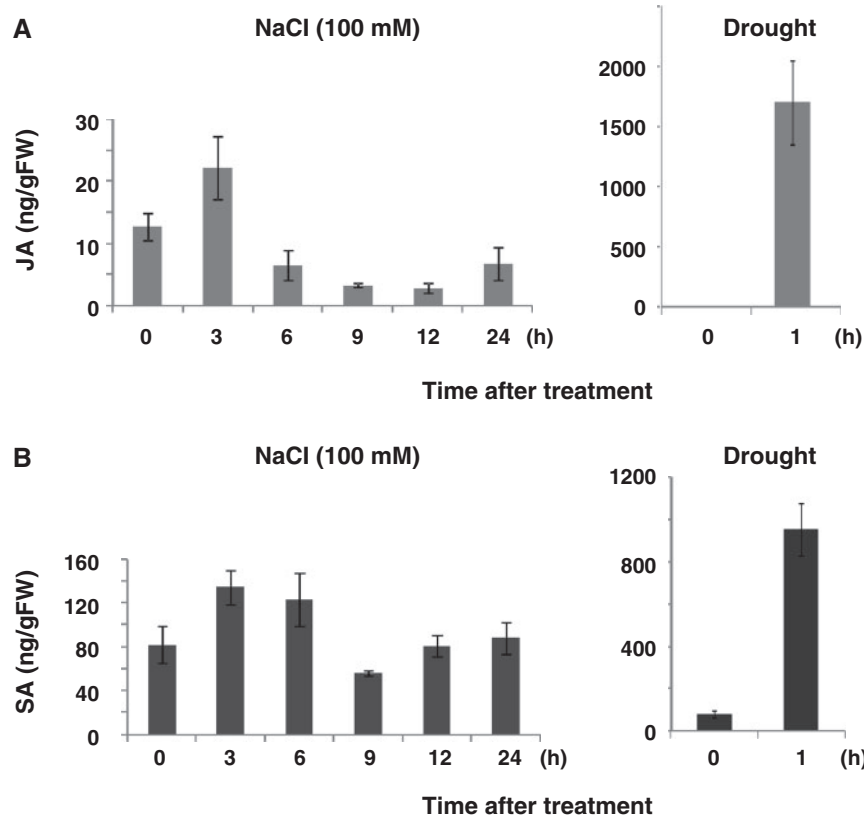 A
NaCl (100 mM)
Drought
JA (ng/gFW)
30
20
10
0
0 3 6 9 12 24 (h)
2000
1500
1000
500
0
0 1 (h)
Time after treatment
B
NaCl (100 mM)
Drought
SA (ng/gFW)
160
120
80
40
0
0 3 6 9 12 24 (h)
1200
800
400
0
0 1 (h)
Time after treatment